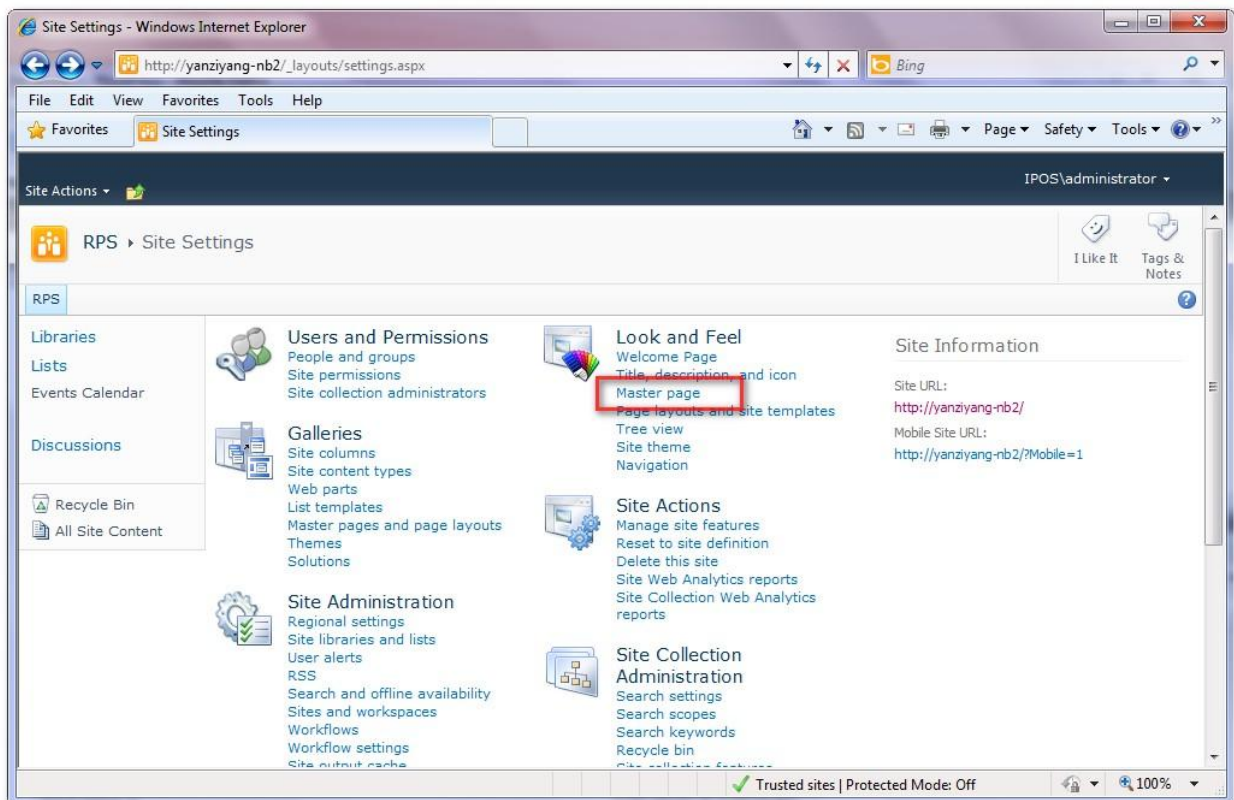 Site Settings - Windows Internet Explorer
http://yanziyang-nb2/_layouts/settings.aspx
Bing
File Edit View Favorites Tools Help
Favorites
Site Settings
Page Safety Tools
Site Actions
IPOS\administrator
RPS Site Settings
I Like It
Tags & Notes
RPS
Libraries
Lists
Events Calendar
Discussions
Recycle Bin
All Site Content
Users and Permissions
People and groups
Site permissions
Site collection administrators
Galleries
Site columns
Site content types
Web parts
List templates
Master pages and page layouts
Themes
Solutions
Site Administration
Regional settings
Site libraries and lists
User alerts
RSS
Search and offline availability
Sites and workspaces
Workflows
Workflow settings
Site output cache
Look and Feel
Welcome Page
Title, description, and icon
Master page
Page layouts and site templates
Tree view
Site theme
Navigation
Site Actions
Manage site features
Reset to site definition
Delete this site
Site Web Analytics reports
Site Collection Web Analytics
reports
Site Collection
Administration
Search settings
Search scopes
Search keywords
Recycle bin
Site collection features
Site Information
Site URL:
http://yanziyang-nb2/
Mobile Site URL:
http://yanziyang-nb2/?Mobile=1
Trusted sites | Protected Mode: Off
100%